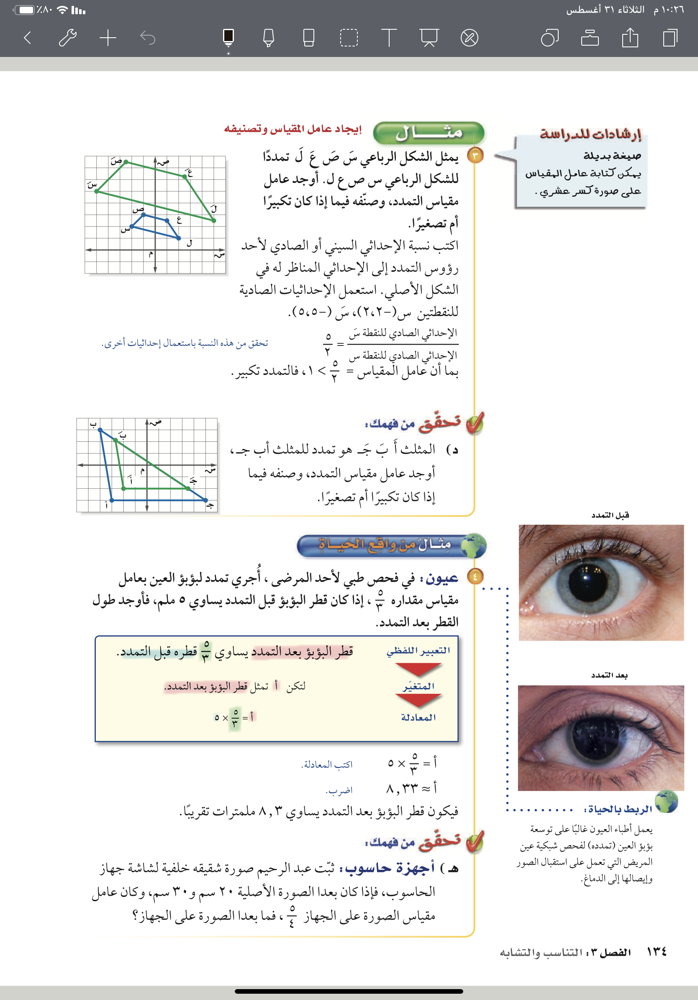 ١٠:٢٦ م الثلاثاء ٣١ أغسطس
٪٨٠
مثـــال
إيجاد عامل المقياس وتصنيفه
٣
يمثل الشكل الرباعي سَ صَ عَ لَ تمددًا
للشكل الرباعي س ص ع ل. أوجد عامل
مقياس التمدد، وصنّفه فيما إذا كان تكبيرًا
أم تصغيرًا.
اكتب نسبة الإحداثي السيني أو الصادي لأحد
رؤوس التمدد إلى الإحداثي المناظر له في
الشكل الأصلي. استعمل الإحداثيات الصادية
للنقطتين س(-٢،٢)، سَ (-٥،٥).
الإحداثي الصادي للنقطة سَ
الإحداثي الصادي للنقطة س
= ٥/٢
تحقق من هذه النسبة باستعمال إحداثيات أخرى.
بما أن عامل المقياس = ٥/٢ > ١، فالتمدد تكبير.
صَ
صـ
عَ
سَ
لَ
ص
ع
س
ل
م
سـ
إرشادات للدراسة
صيغة بديلة
يمكن كتابة عامل المقياس
على صورة كسر عشري.
تحقّق من فهمك:
د) المثلث أَ بَ جَـ هو تمدد للمثلث أ ب جـ،
أوجد عامل مقياس التمدد، وصنفه فيما
إذا كان تكبيرًا أم تصغيرًا.
ب
صـ
بَ
م
سـ
أَ
جَـ
أ
جـ
مِثـالٌ مِن واقِعِ الحَيـاةِ
٤
عيون: في فحص طبي لأحد المرضى، أُجري تمدد لبؤبؤ العين بعامل
مقياس مقداره ٥/٣، إذا كان قطر البؤبؤ قبل التمدد يساوي ٥ ملم، فأوجد طول
القطر بعد التمدد.
التعبير اللفظي
قطر البؤبؤ بعد التمدد يساوي ٥/٣ قطره قبل التمدد.
المتغيّر
لتكن أ تمثل قطر البؤبؤ بعد التمدد.
المعادلة
أ = ٥/٣ × ٥
أ = ٥/٣ × ٥ اكتب المعادلة.
أ ≈ ٨,٣٣ اضرب.
فيكون قطر البؤبؤ بعد التمدد يساوي ٨,٣ ملمترات تقريبًا.
تحقّق من فهمك:
هـ) أجهزة حاسوب: ثبّت عبد الرحيم صورة شقيقه خلفية لشاشة جهاز
الحاسوب، فإذا كان بعدا الصورة الأصلية ٢٠ سم و٣٠ سم، وكان عامل
مقياس الصورة على الجهاز ٥/٤، فما بعدا الصورة على الجهاز؟
قبل التمدد
بعد التمدد
الربط بالحياة:
يعمل أطباء العيون غالبًا على توسعة
بؤبؤ العين (تمدده) لفحص شبكية عين
المريض التي تعمل على استقبال الصور
وإيصالها إلى الدماغ.
١٣٤ الفصل ٣: التناسب والتشابه